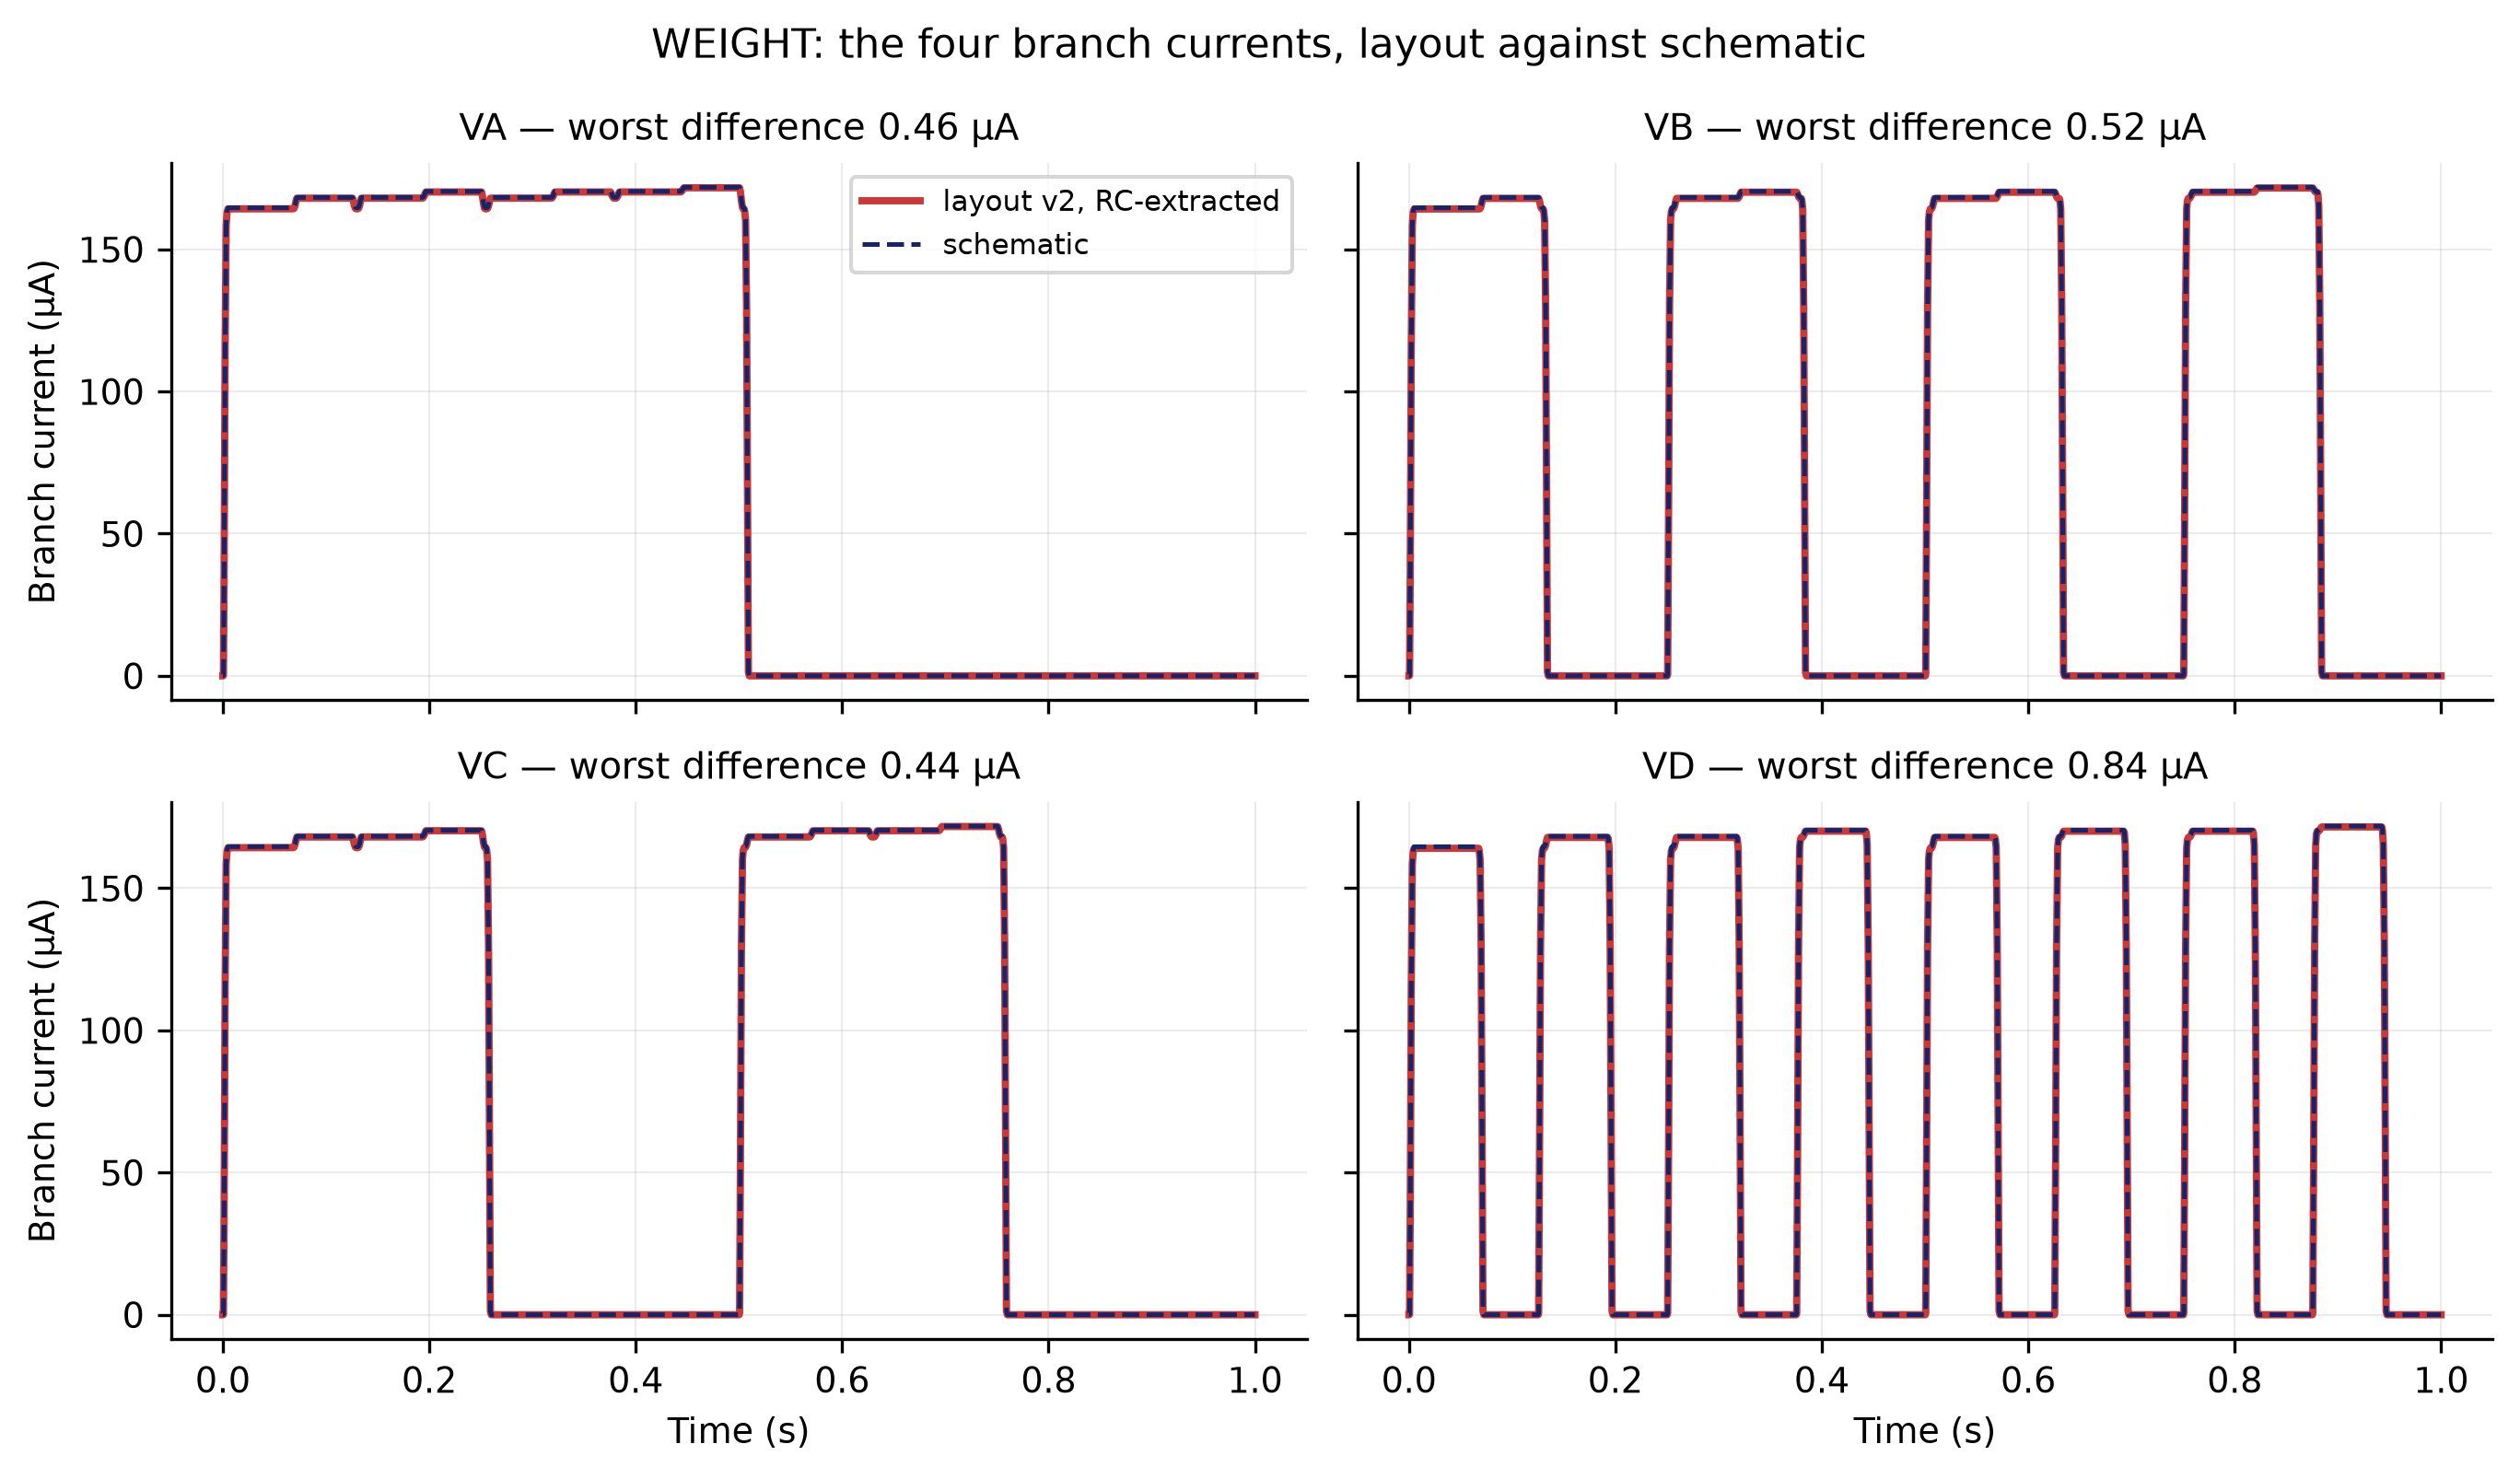 WEIGHT: the four branch currents, layout against schematic
VA — worst difference 0.46 µA
VB — worst difference 0.52 µA
layout v2, RC-extracted
schematic
Branch current (µA)
150
100
50
0
VC — worst difference 0.44 µA
VD — worst difference 0.84 µA
Branch current (µA)
150
100
50
0
0.0 0.2 0.4 0.6 0.8 1.0
0.0 0.2 0.4 0.6 0.8 1.0
Time (s)
Time (s)